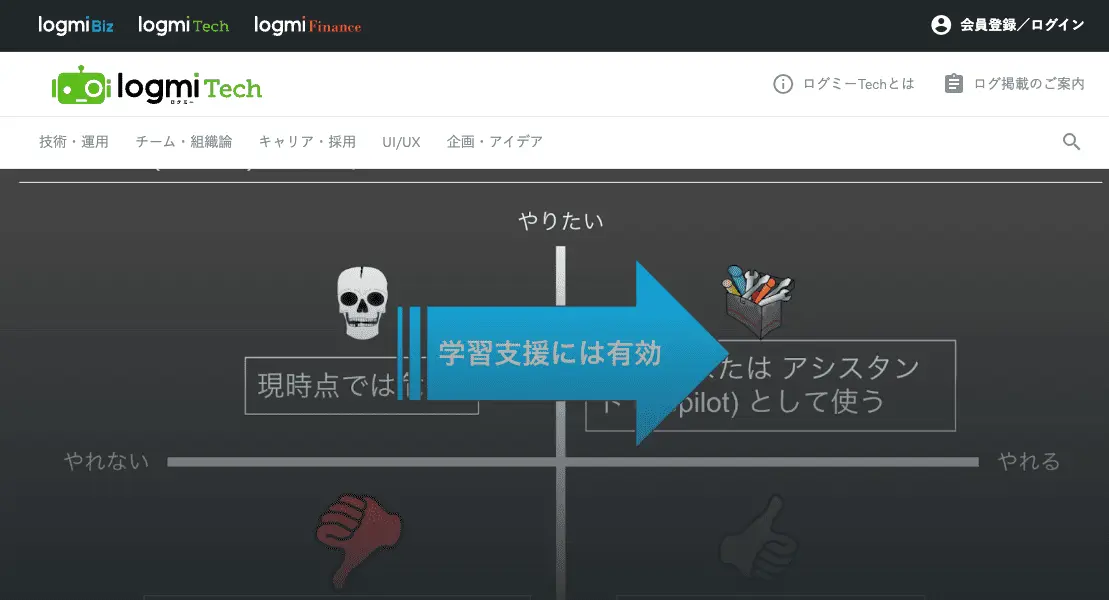 logmi Biz
logmi Tech
logmi Finance
会員登録／ログイン
logmi Tech
ログミー
ログミーTechとは
ログ掲載のご案内
技術・運用
チーム・組織論
キャリア・採用
UI/UX
企画・アイデア
やりたい
学習支援には有効
現時点では
たは アシスタン
ト
pilot) として使う
やれない
やれる